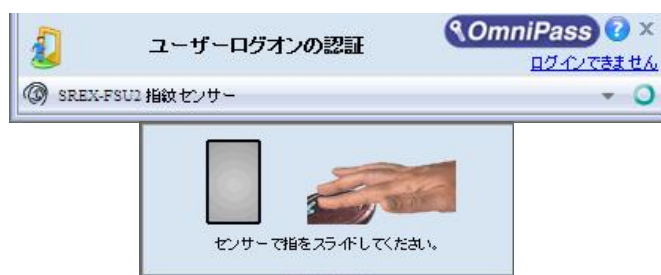 ユーザーログオンの認証
OmniPass ? ×
ログインできません
SREX-FSU2 指紋センサー
センサーで指をスライドしてください。